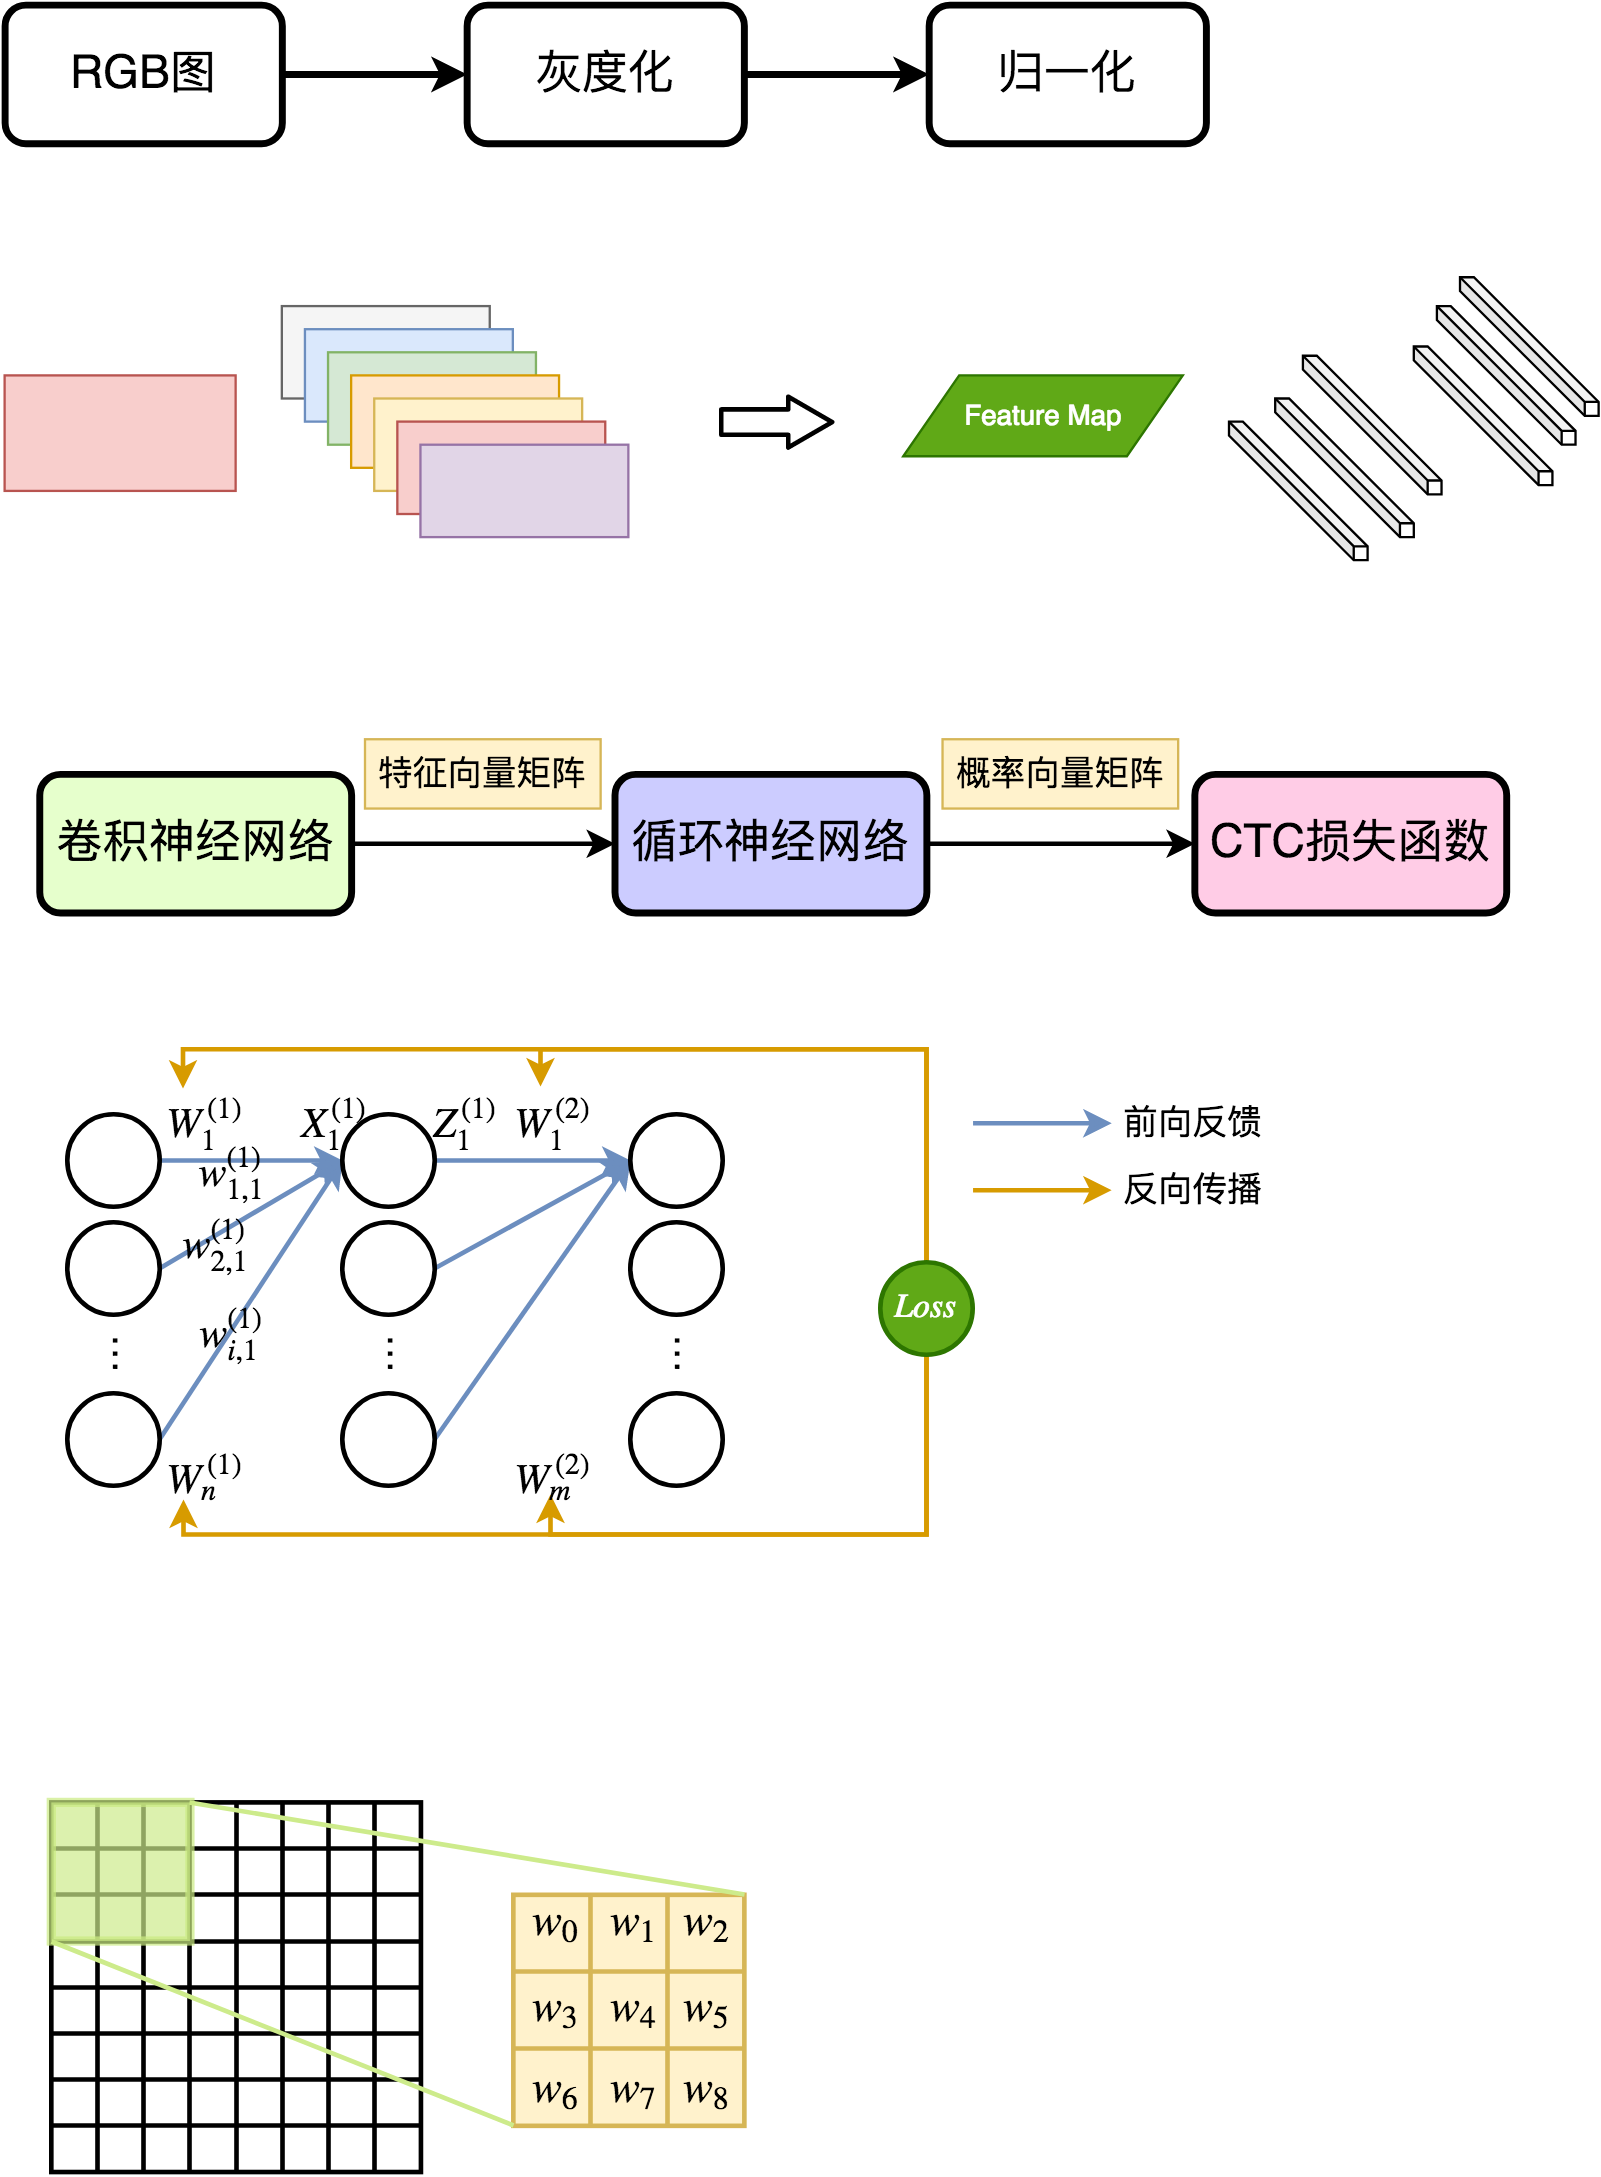 RGB图
灰度化
归一化
Feature Map
特征向量矩阵
概率向量矩阵
卷积神经网络
循环神经网络
CTC损失函数
W_1^{(1)}
X_1^{(1)}
Z_1^{(1)}
W_1^{(2)}
前向反馈
w_{1,1}^{(1)}
反向传播
w_{2,1}^{(1)}
Loss
w_{i,1}^{(1)}
⋮ ⋮ ⋮
W_n^{(1)}
W_m^{(2)}
w_0 w_1 w_2
w_3 w_4 w_5
w_6 w_7 w_8